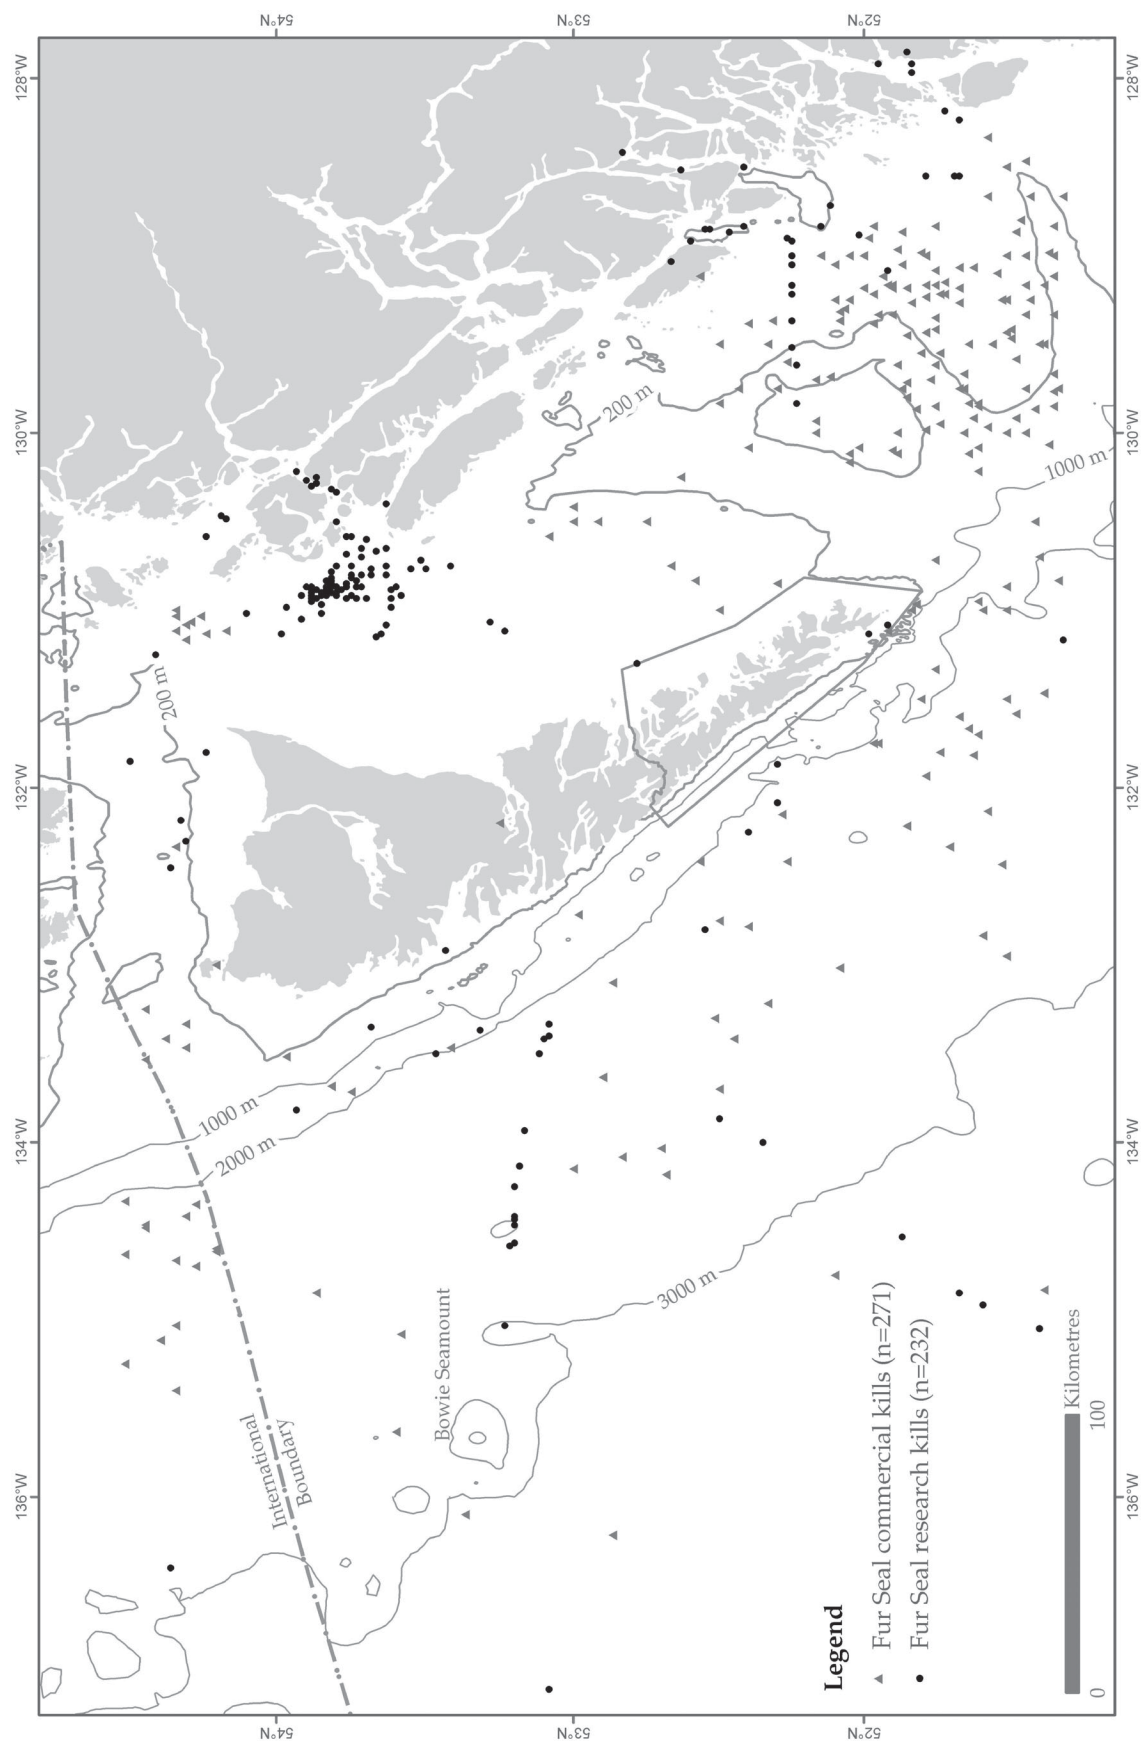 136°W
134°W
132°W
130°W
128°W
54°N
53°N
52°N
54°N
53°N
52°N
136°W
134°W
132°W
130°W
128°W
International
Boundary
1000 m
2000 m
200 m
200 m
1000 m
3000 m
Bowie Seamount
Legend
Fur Seal commercial kills (n=271)
Fur Seal research kills (n=232)
0
100
Kilometres